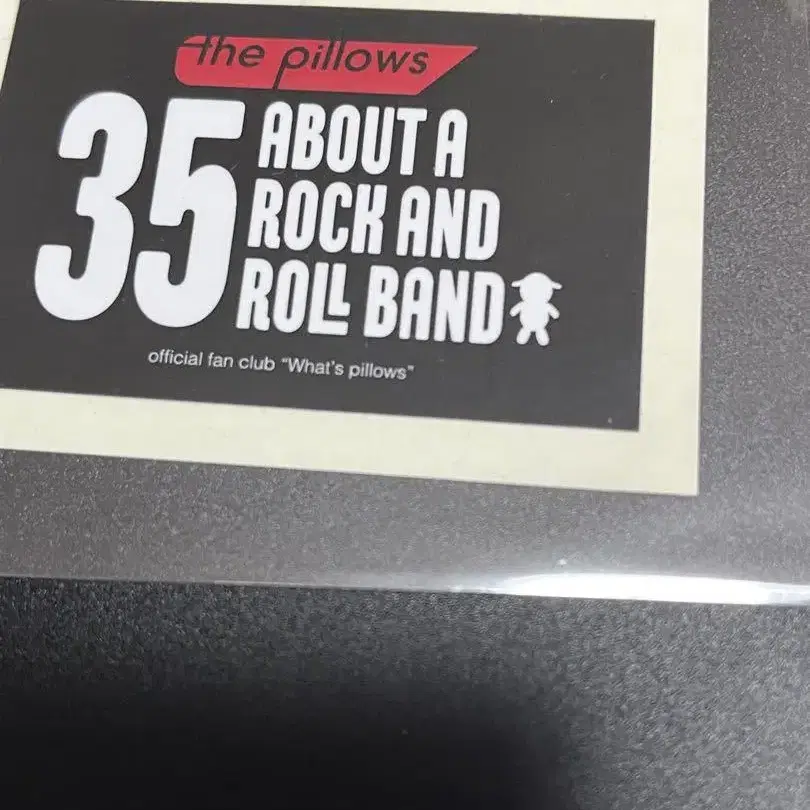 the pillows
35
ABOUT A
ROCK AND
ROLL BAND
official fan club "What's pillows"